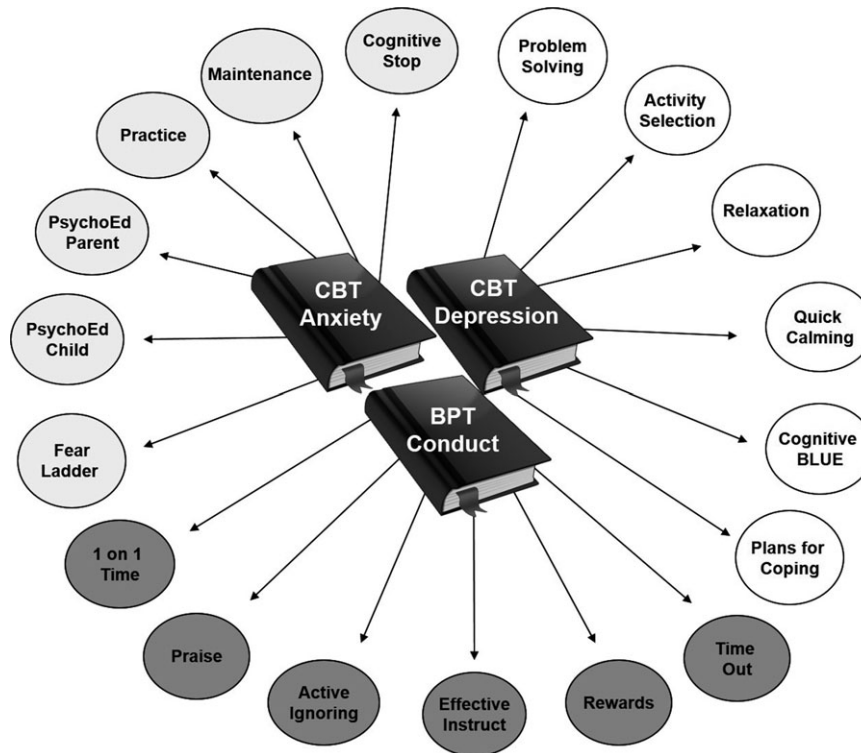 Cognitive
Stop
Problem
Solving
Maintenance
Activity
Selection
Practice
PsychoEd
Parent
Relaxation
CBT
Anxiety
CBT
Depression
PsychoEd
Child
Quick
Calming
BPT
Conduct
Fear
Ladder
Cognitive
BLUE
1 on 1
Time
Plans for
Coping
Praise
Time
Out
Active
Ignoring
Effective
Instruct
Rewards